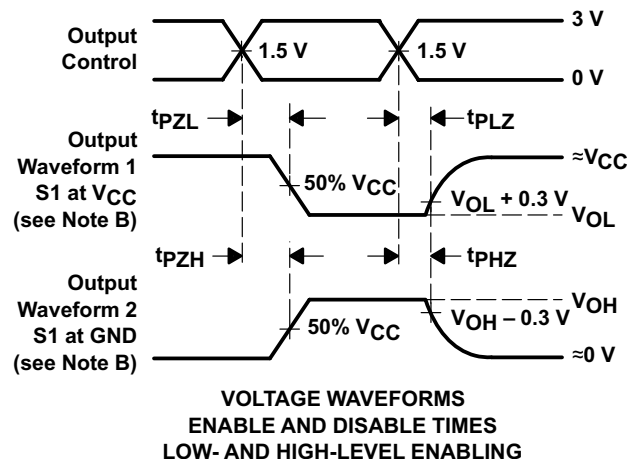 Output
Control
1.5 V
1.5 V
3 V
0 V
tPZL
tPLZ
Output
Waveform 1
S1 at VCC
(see Note B)
50% VCC
≈VCC
VOL + 0.3 V
VOL
tPZH
tPHZ
Output
Waveform 2
S1 at GND
(see Note B)
50% VCC
VOH
VOH – 0.3 V
≈0 V
VOLTAGE WAVEFORMS
ENABLE AND DISABLE TIMES
LOW- AND HIGH-LEVEL ENABLING